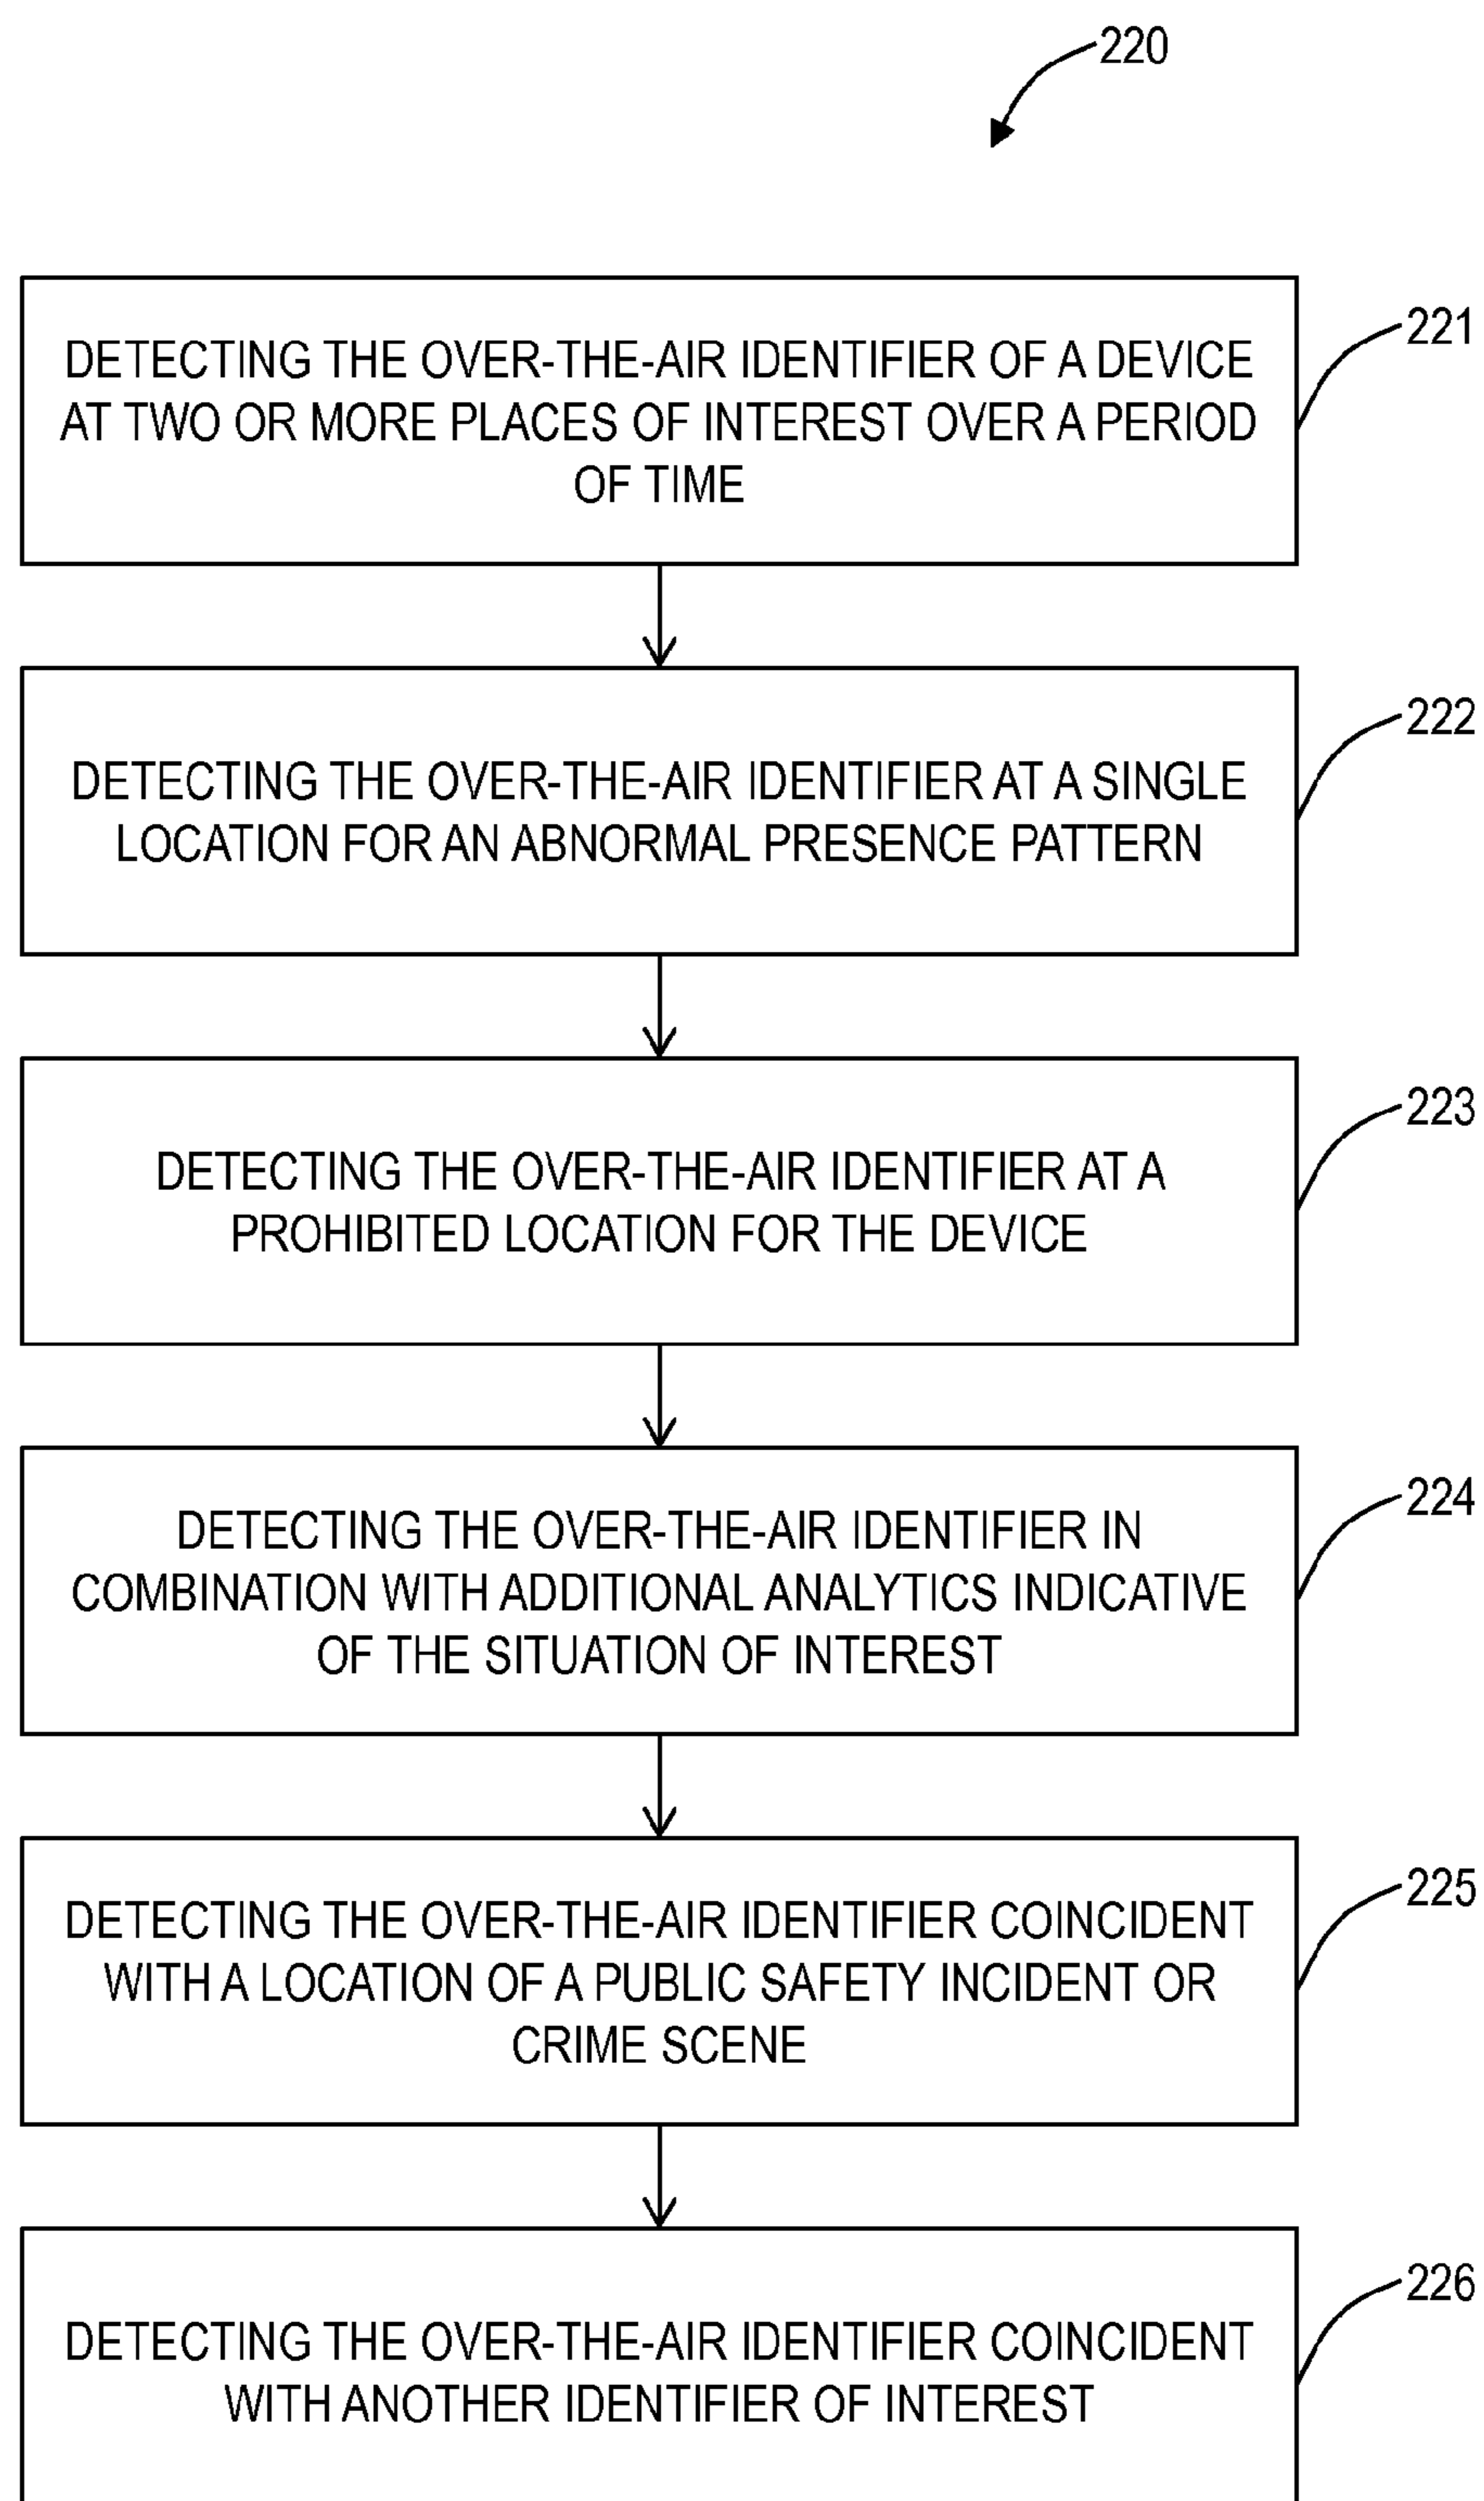 220
DETECTING THE OVER-THE-AIR IDENTIFIER OF A DEVICE
AT TWO OR MORE PLACES OF INTEREST OVER A PERIOD
OF TIME
221
DETECTING THE OVER-THE-AIR IDENTIFIER AT A SINGLE
LOCATION FOR AN ABNORMAL PRESENCE PATTERN
222
DETECTING THE OVER-THE-AIR IDENTIFIER AT A
PROHIBITED LOCATION FOR THE DEVICE
223
DETECTING THE OVER-THE-AIR IDENTIFIER IN
COMBINATION WITH ADDITIONAL ANALYTICS INDICATIVE
OF THE SITUATION OF INTEREST
224
DETECTING THE OVER-THE-AIR IDENTIFIER COINCIDENT
WITH A LOCATION OF A PUBLIC SAFETY INCIDENT OR
CRIME SCENE
225
DETECTING THE OVER-THE-AIR IDENTIFIER COINCIDENT
WITH ANOTHER IDENTIFIER OF INTEREST
226